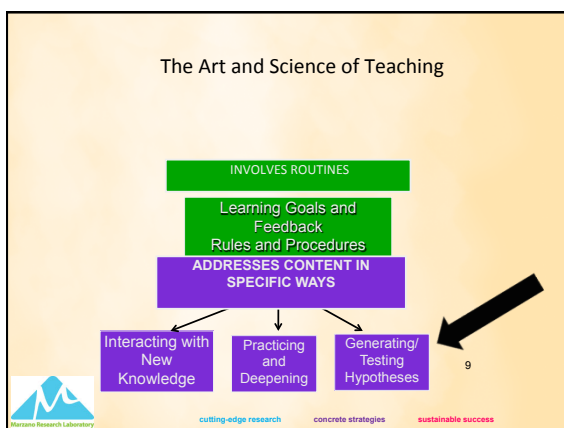 The Art and Science of Teaching
INVOLVES ROUTINES
Learning Goals and
Feedback
Rules and Procedures
ADDRESSES CONTENT IN
SPECIFIC WAYS
Interacting with
New
Knowledge
Practicing
and
Deepening
Generating/
Testing
Hypotheses
9
Marzano Research Laboratory
cutting-edge research concrete strategies sustainable success